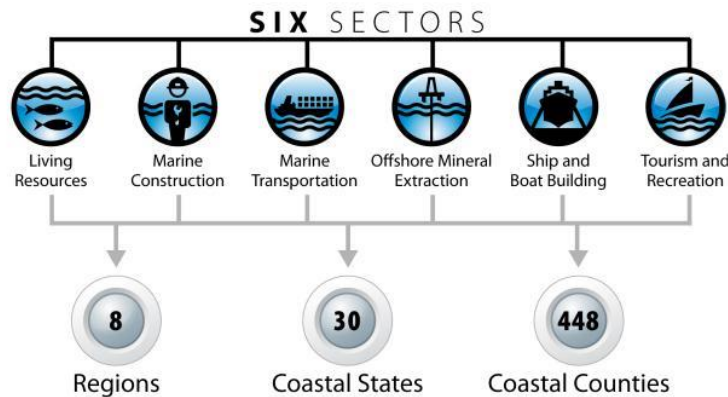 SIX SECTORS
Living
Resources
Marine
Construction
Marine
Transportation
Offshore Mineral
Extraction
Ship and
Boat Building
Tourism and
Recreation
8
30
448
Regions
Coastal States
Coastal Counties